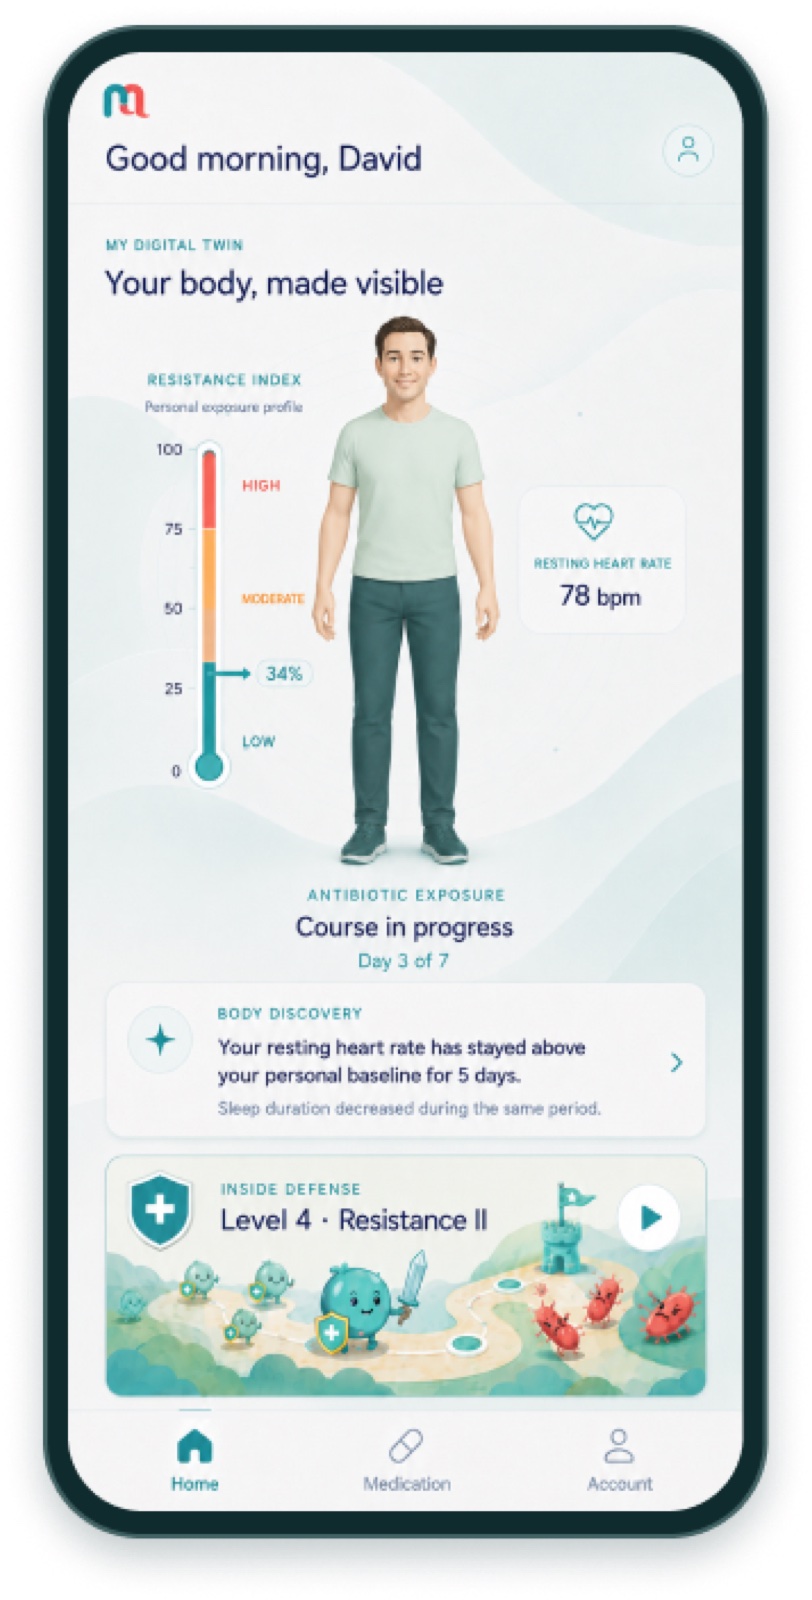 Good morning, David
MY DIGITAL TWIN
Your body, made visible
RESISTANCE INDEX
Personal exposure profile
100
HIGH
75
MODERATE
50
34%
25
LOW
0
RESTING HEART RATE
78 bpm
ANTIBIOTIC EXPOSURE
Course in progress
Day 3 of 7
BODY DISCOVERY
Your resting heart rate has stayed above
your personal baseline for 5 days.
Sleep duration decreased during the same period.
INSIDE DEFENSE
Level 4 · Resistance II
Home
Medication
Account